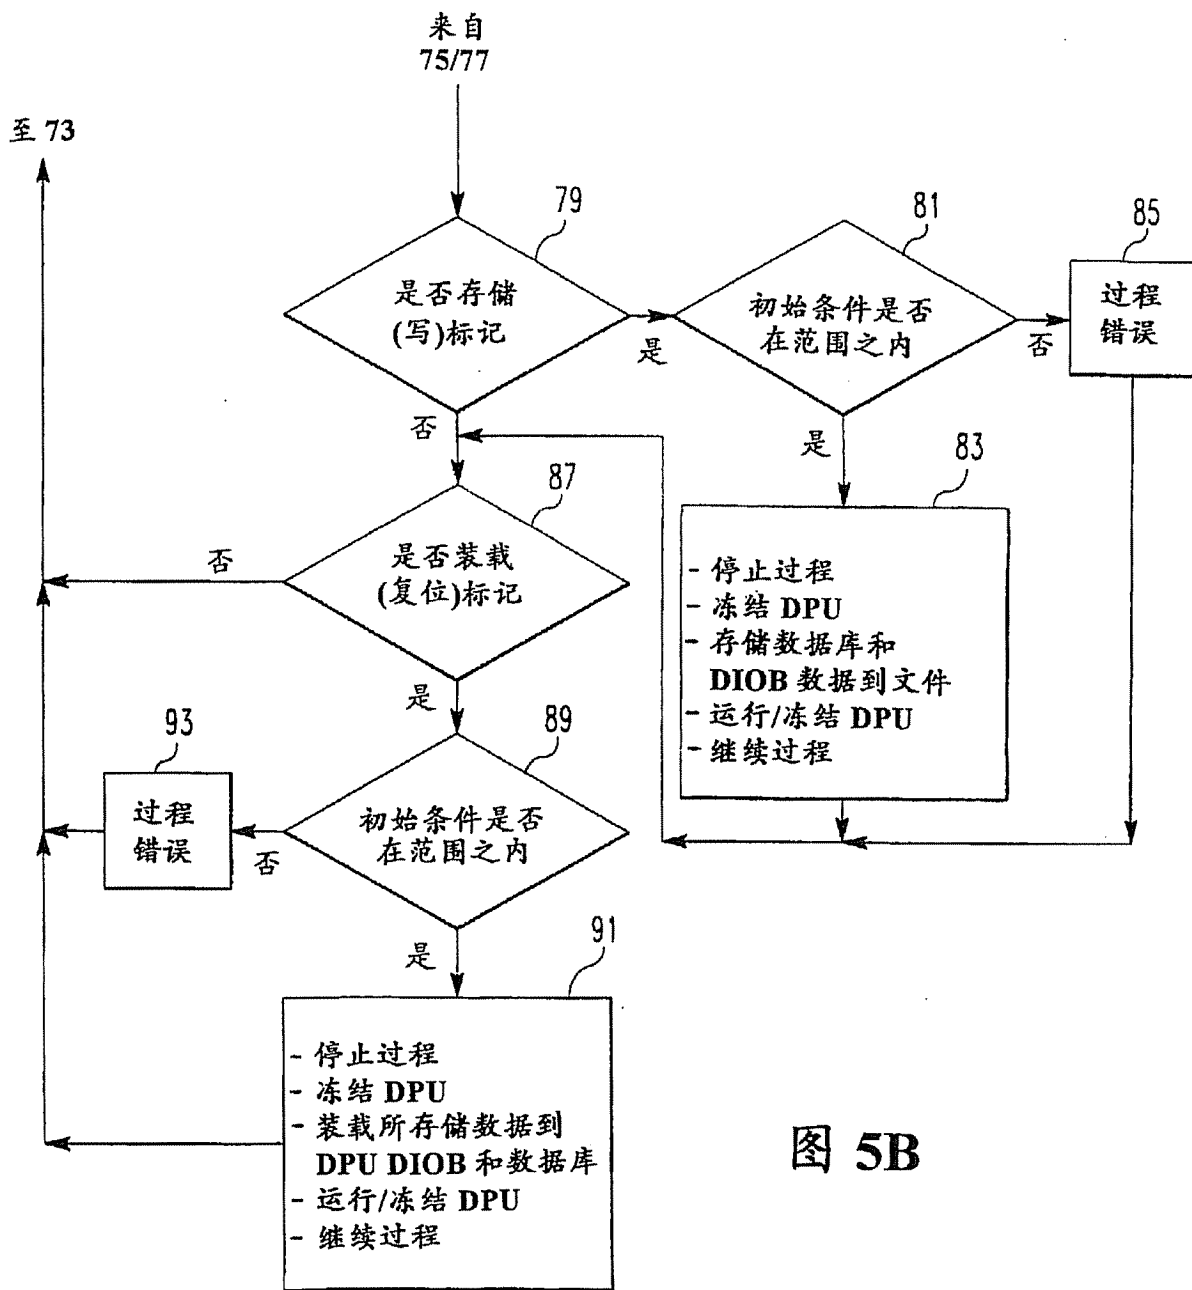 来自
75/77
至 73
79
是否存储
(写)标记
是
81
初始条件是否
在范围之内
否
85
过程
错误
否
是
83
- 停止过程
- 冻结 DPU
- 存储数据库和
DIOB 数据到文件
- 运行/冻结 DPU
- 继续过程
87
是否装载
(复位)标记
否
是
89
初始条件是否
在范围之内
否
93
过程
错误
是
91
- 停止过程
- 冻结 DPU
- 装载所存储数据到
DPU DIOB 和数据库
- 运行/冻结 DPU
- 继续过程
图 5B